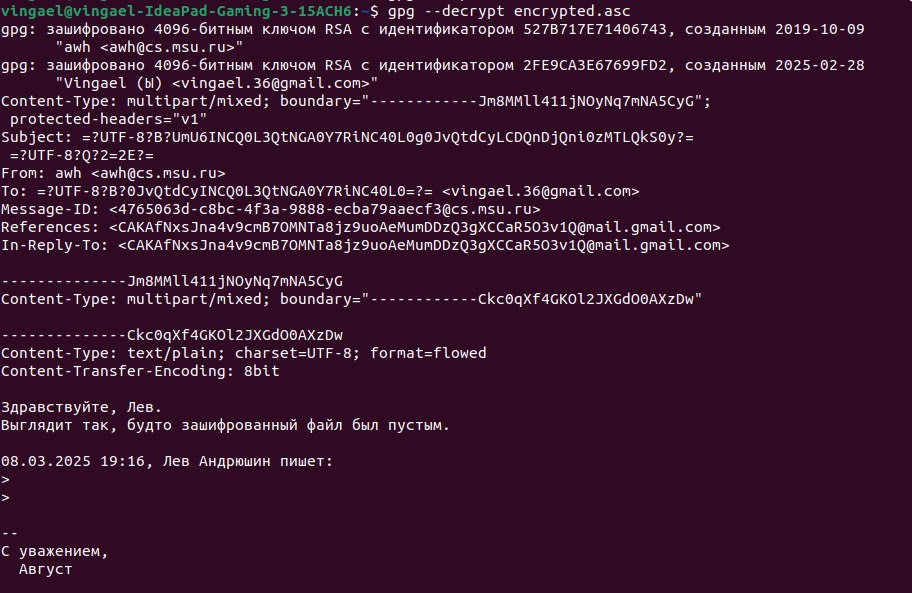 vingael@vingael-IdeaPad-Gaming-3-15ACH6:~$ gpg --decrypt encrypted.asc
gpg: зашифровано 4096-битным ключом RSA с идентификатором 527B717E71406743, созданным 2019-10-09
"awh <awh@cs.msu.ru>"
gpg: зашифровано 4096-битным ключом RSA с идентификатором 2FE9CA3E67699FD2, созданным 2025-02-28
"Vingael (Ы) <vingael.36@gmail.com>"
Content-Type: multipart/mixed; boundary="------------Jm8MMll411jNOyNq7mNA5CyG";
protected-headers="v1"
Subject: =?UTF-8?B?UmU6INCQ0L3QtNGA0Y7RiNC40L0g0JvQtdCyLCDQnDjQni0zMTLQkS0y?=
=?UTF-8?Q?2=2E?=
From: awh <awh@cs.msu.ru>
To: =?UTF-8?B?0JvQtdCyINCQ0L3QtNGA0Y7RiNC40L0=?= <vingael.36@gmail.com>
Message-ID: <4765063d-c8bc-4f3a-9888-ecba79aaecf3@cs.msu.ru>
References: <CAKAfNxsJna4v9cmB7OMNTa8jz9uoAeMumDDzQ3gXCCaR5O3v1Q@mail.gmail.com>
In-Reply-To: <CAKAfNxsJna4v9cmB7OMNTa8jz9uoAeMumDDzQ3gXCCaR5O3v1Q@mail.gmail.com>
--------------Jm8MMll411jNOyNq7mNA5CyG
Content-Type: multipart/mixed; boundary="------------Ckc0qXf4GKOl2JXGdO0AXzDw"
--------------Ckc0qXf4GKOl2JXGdO0AXzDw
Content-Type: text/plain; charset=UTF-8; format=flowed
Content-Transfer-Encoding: 8bit
Здравствуйте, Лев.
Выглядит так, будто зашифрованный файл был пустым.
08.03.2025 19:16, Лев Андрюшин пишет:
>
>
--
С уважением,
Август